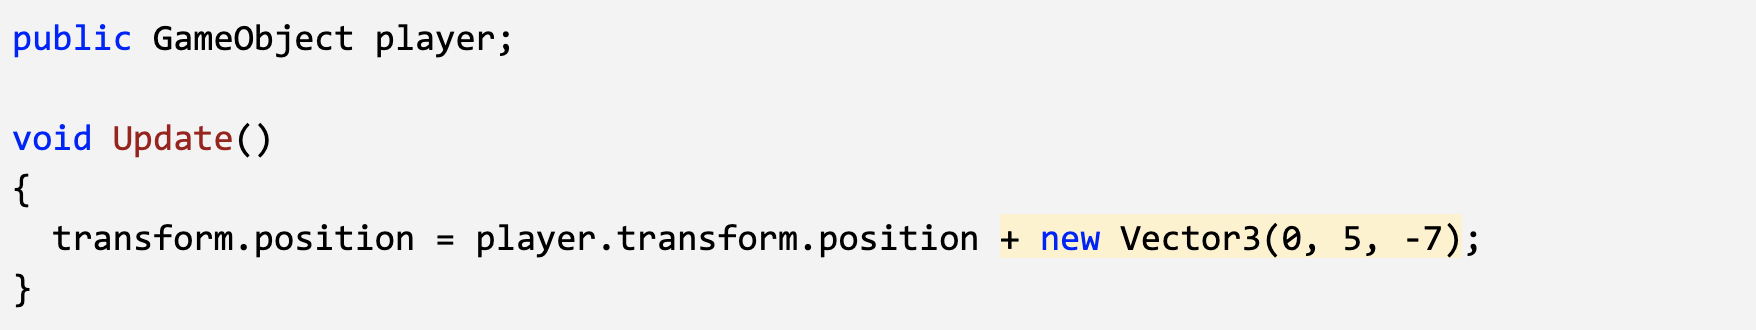 public GameObject player;

void Update()
{
  transform.position = player.transform.position + new Vector3(0, 5, -7);
}